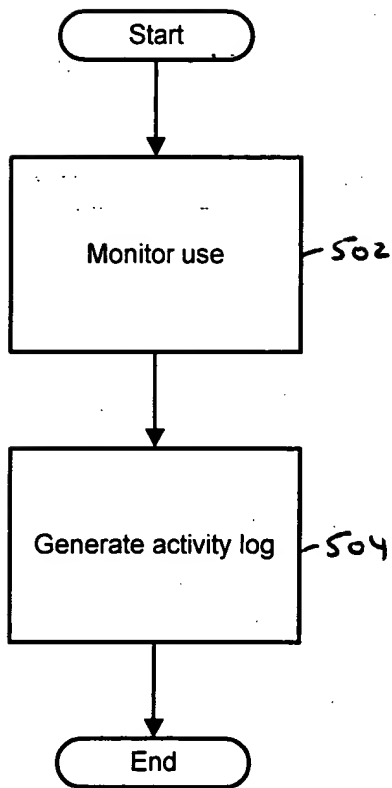 Start
Monitor use
502
Generate activity log
504
End